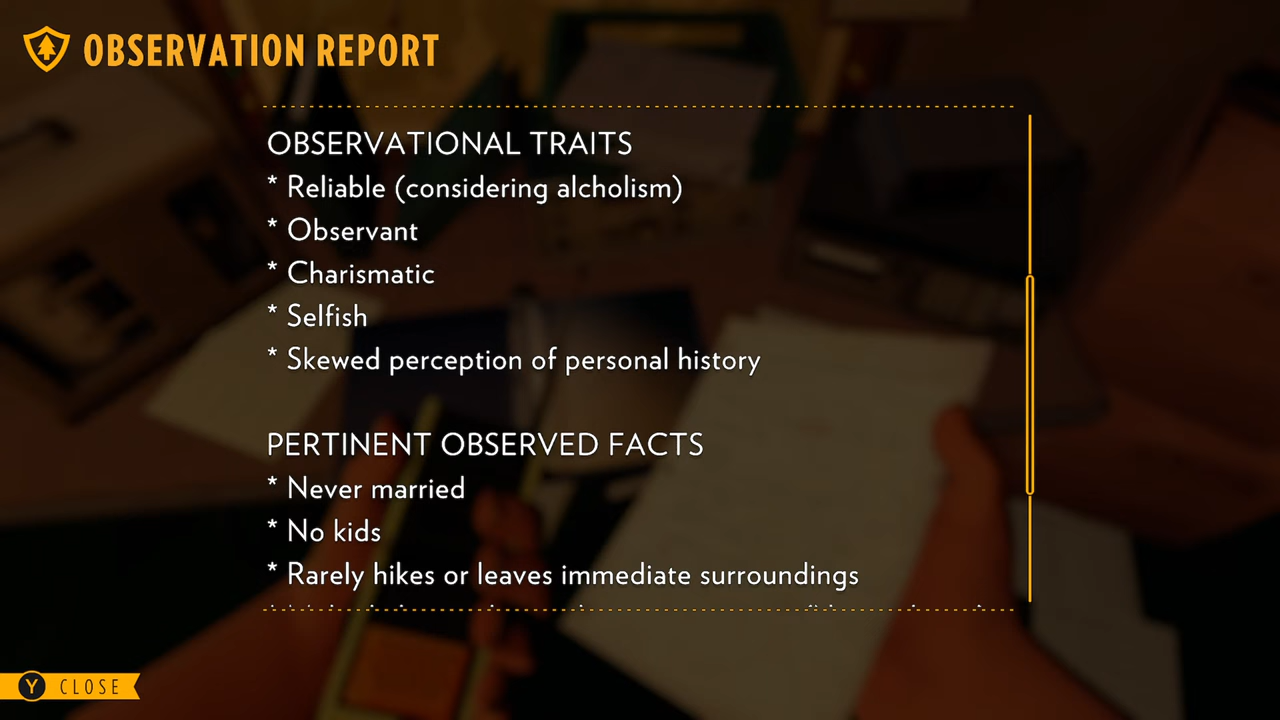 OBSERVATION REPORT
OBSERVATIONAL TRAITS
* Reliable (considering alcholism)
* Observant
* Charismatic
* Selfish
* Skewed perception of personal history
PERTINENT OBSERVED FACTS
* Never married
* No kids
* Rarely hikes or leaves immediate surroundings
Y CLOSE